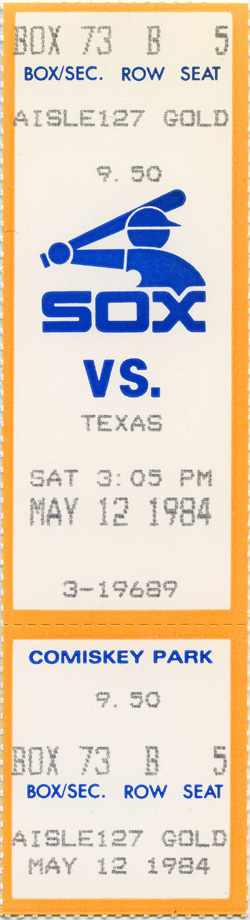 BOX 73 B 5
BOX/SEC. ROW SEAT
AISLE127 GOLD
9.50
SOX
VS.
TEXAS
SAT 3:05 PM
MAY 12 1984
3-19689
COMISKEY PARK
9.50
BOX 73 B 5
BOX/SEC. ROW SEAT
AISLE127 GOLD
MAY 12 1984